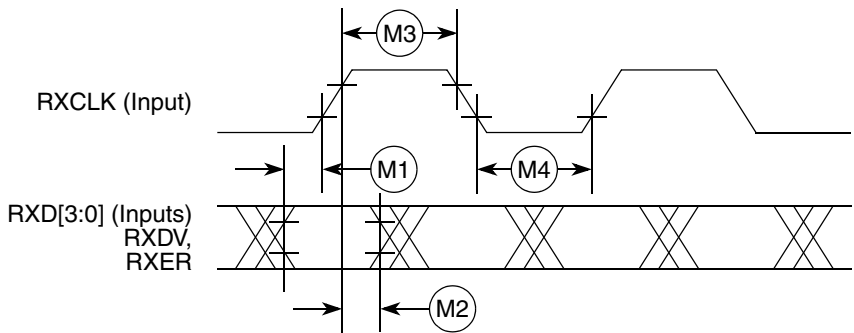 M3
RXCLK (Input)
M1
M4
RXD[3:0] (Inputs)
RXDV,
RXER
M2